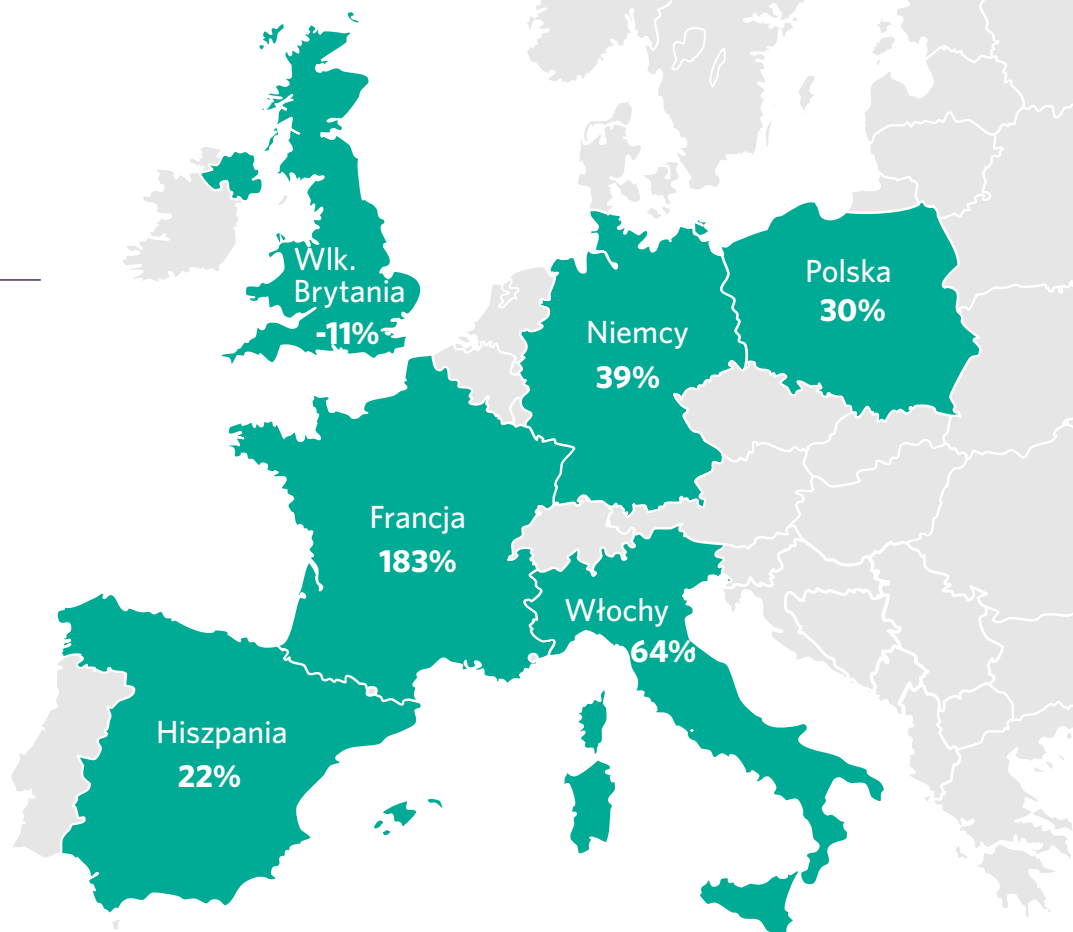 Wlk.
Brytania
-11%
Polska
30%
Niemcy
39%
Francja
183%
Włochy
64%
Hiszpania
22%